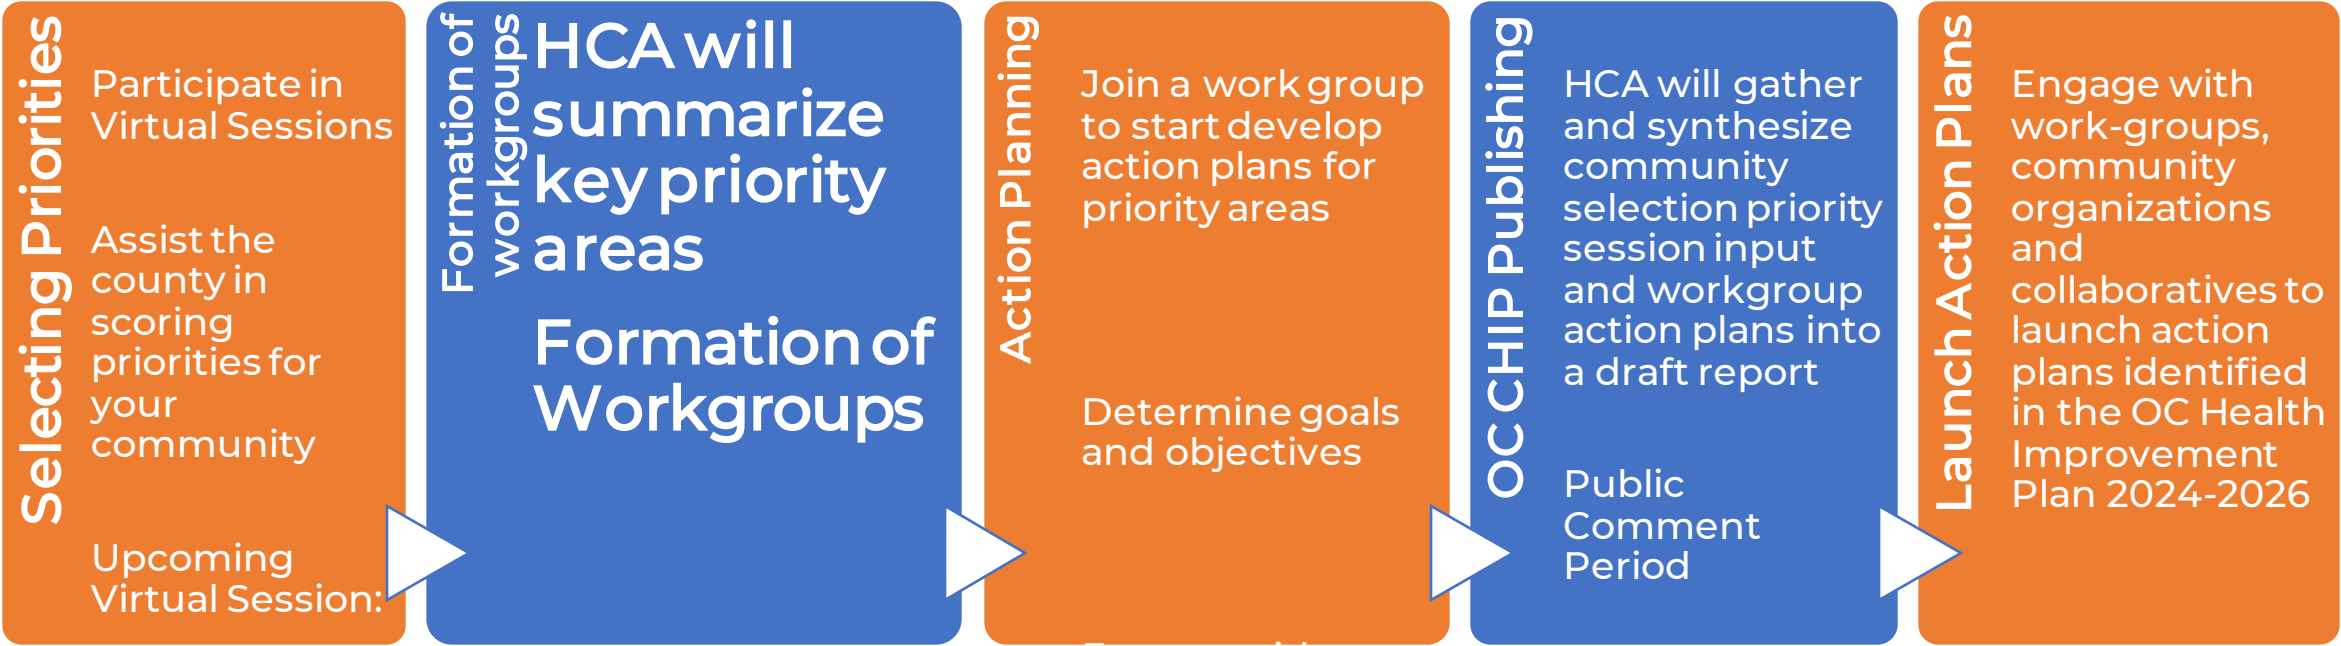 Selecting Priorities
Participate in
Virtual Sessions
Assist the
county in
scoring
priorities for
your
community
Upcoming
Virtual Session:
Formation of
workgroups
HCA will
summarize
key priority
areas
Formation of
Workgroups
Action Planning
Join a work group
to start develop
action plans for
priority areas
Determine goals
and objectives
OC CHIP Publishing
HCA will gather
and synthesize
community
selection priority
session input
and workgroup
action plans into
a draft report
Public
Comment
Period
Launch Action Plans
Engage with
work-groups,
community
organizations
and
collaboratives to
launch action
plans identified
in the OC Health
Improvement
Plan 2024-2026